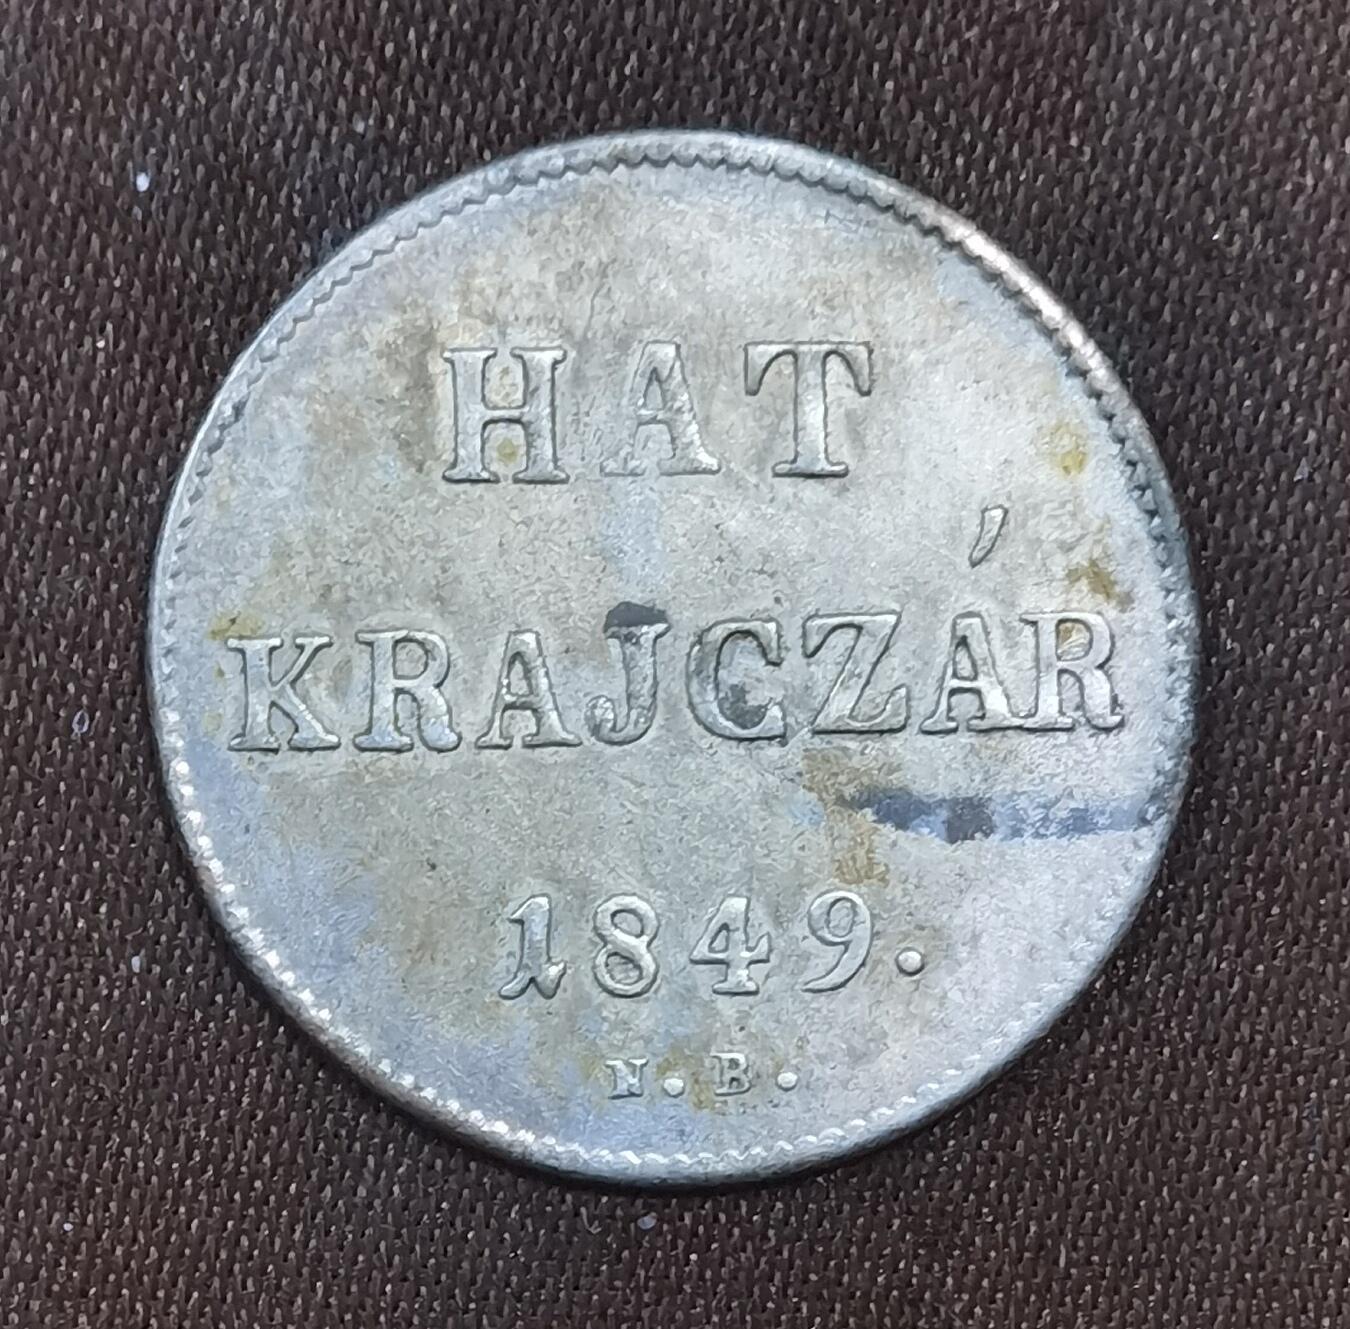 HAT
KRAJCZÁR
1849.
N.B.